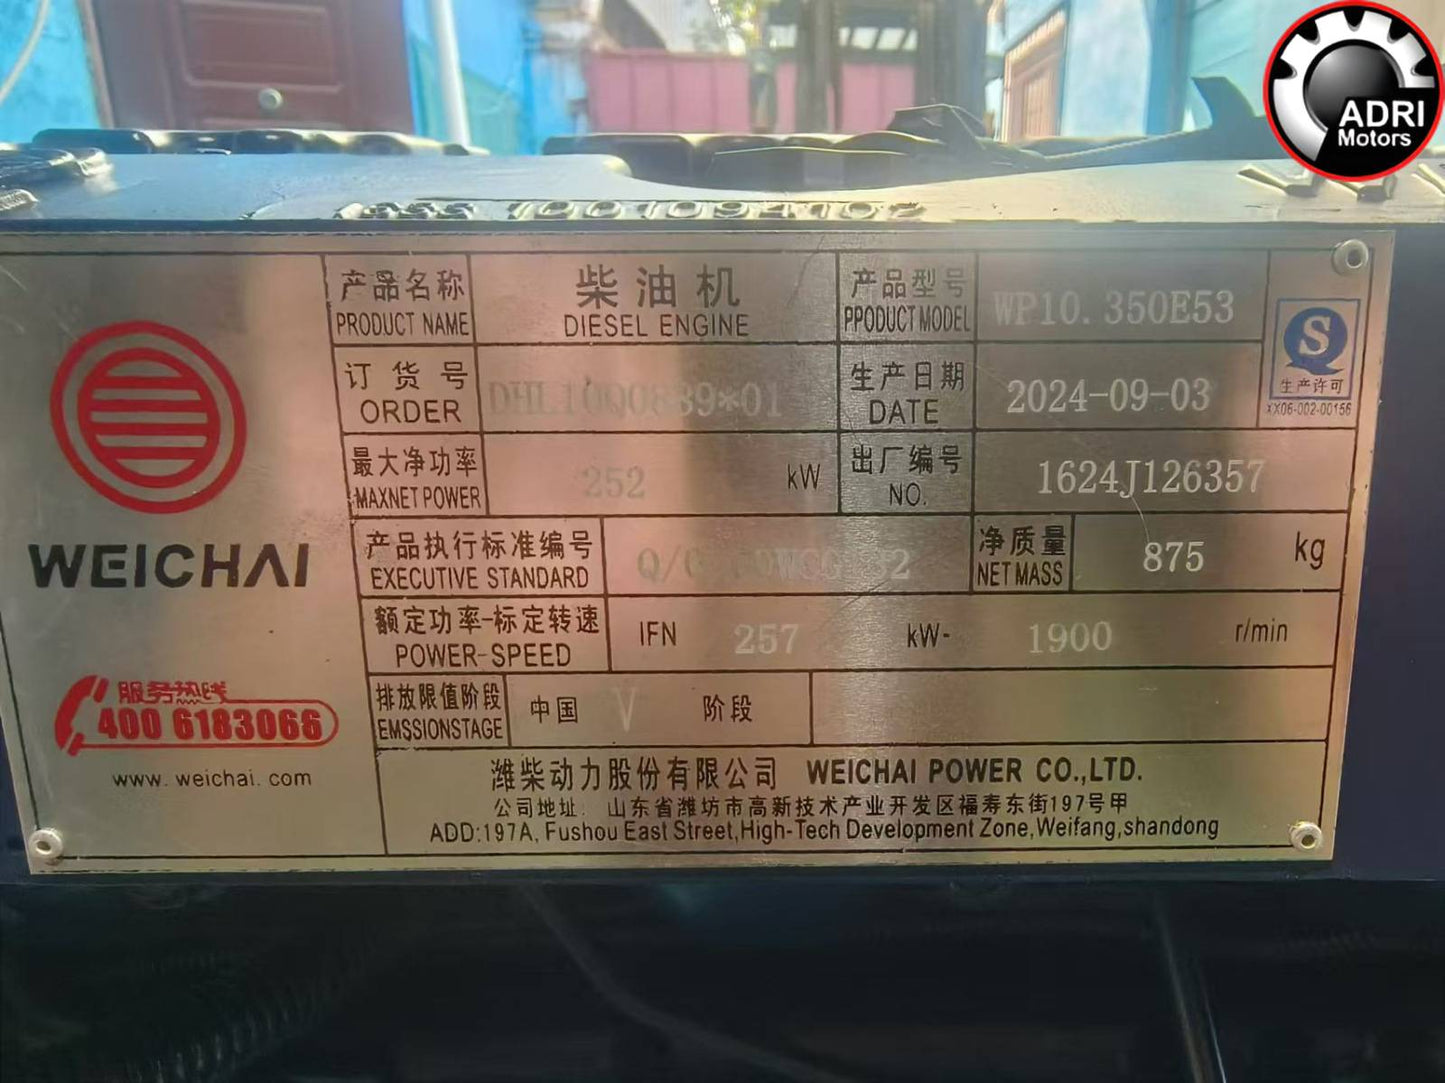 ADRI
Motors
1001094102
产品名称
PRODUCT NAME
柴油机
DIESEL ENGINE
产品型号
PPODUCT MODEL
WP10.350E53
S
生产许可
XX06-002-00156
订货号
ORDER
生产日期
DATE
2024-09-03
最大净功率
MAXNET POWER
252 kW
出厂编号
NO.
1624J126357
产品执行标准编号
EXECUTIVE STANDARD
净质量
NET MASS
875 kg
额定功率-标定转速
POWER-SPEED
IFN 257 kW- 1900 r/min
排放限值阶段
EMSSIONSTAGE
中国 V 阶段
WEICHAI
服务热线
400 6183066
www.weichai.com
潍柴动力股份有限公司 WEICHAI POWER CO.,LTD.
公司地址: 山东省潍坊市高新技术产业开发区福寿东街197号甲
ADD:197A, Fushou East Street,High-Tech Development Zone,Weifang,shandong